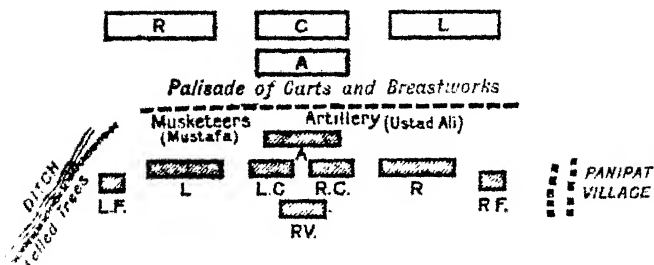 R C L
A
Palisade of Carts and Breastworks
Musketeers Artillery (Ustad Ali)
(Mustafa)
A
DITCH
Felled Trees
L.F. L L.C R.C. R R F.
RV.
PANIPAT
VILLAGE